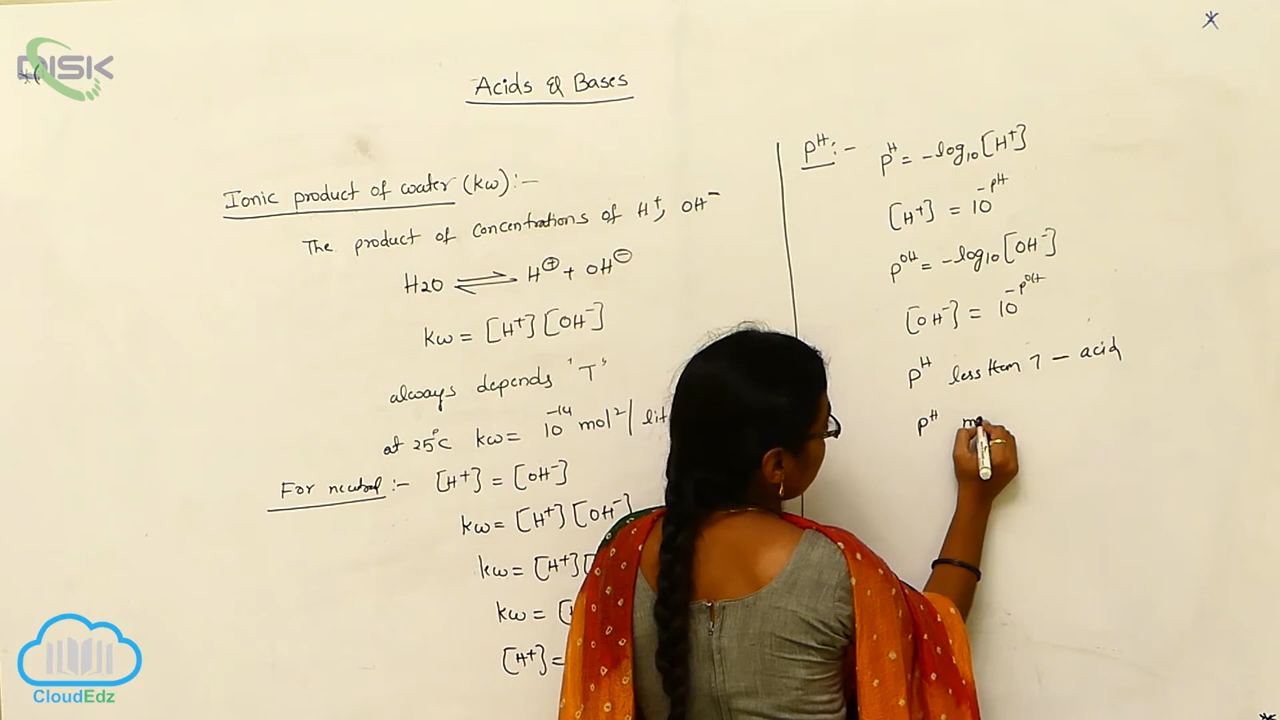 DISK
Acids & Bases
Ionic product of water (kw):-
The product of concentrations of H⁺, OH⁻
H2O ⇌ H⊕ + OH⊖
kw = [H⁺][OH⁻]
always depends 'T'
at 25°C kw = 10⁻¹⁴ mol²/lit
For neutral :- [H⁺] = [OH⁻]
kw = [H⁺][OH⁻]
kw = [H⁺][
kw = [
[H⁺] =
pᴴ:- pᴴ = -log₁₀[H⁺]
[H⁺] = 10^-pH
pᴼᴴ = -log₁₀[OH⁻]
[OH⁻] = 10^-pOH
pᴴ less than 7 - acid
pᴴ
CloudEdz